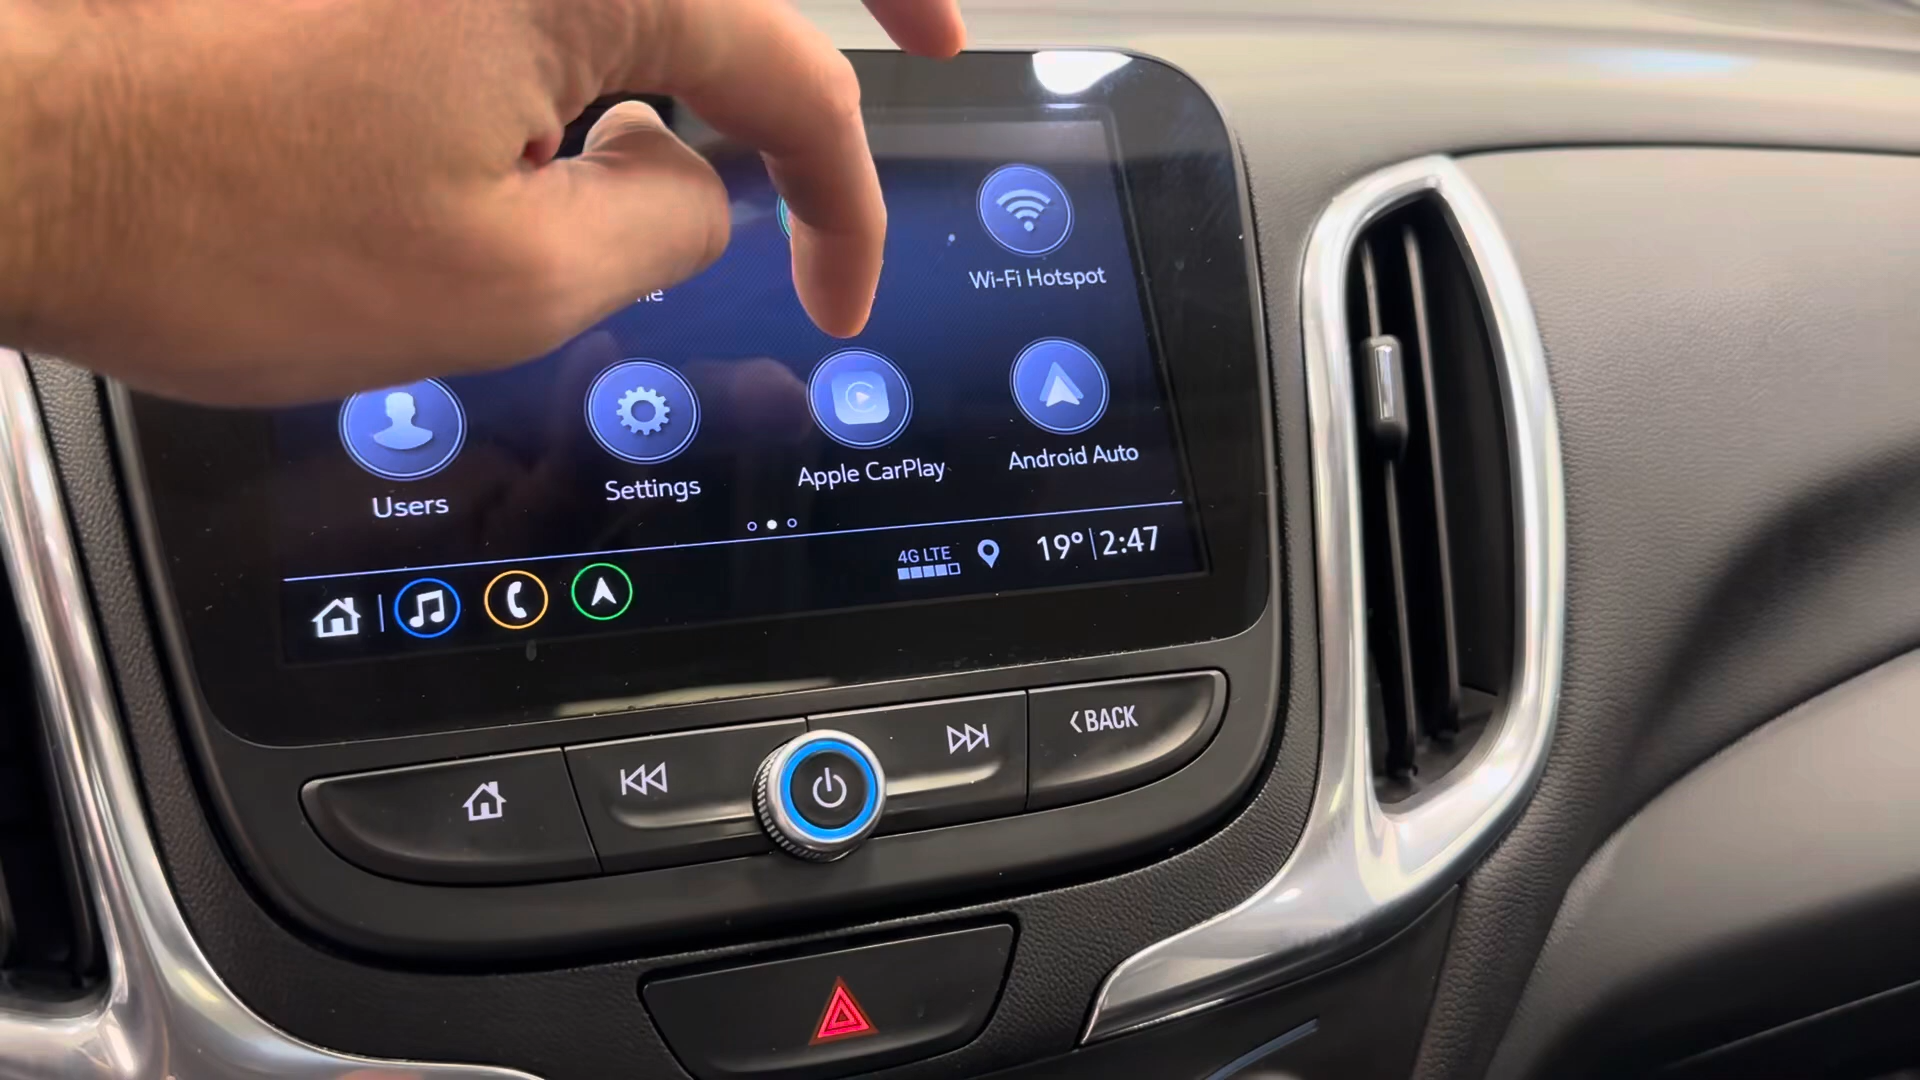 Wi-Fi Hotspot
Users
Settings
Apple CarPlay
Android Auto
4G LTE
19° 2:47
BACK